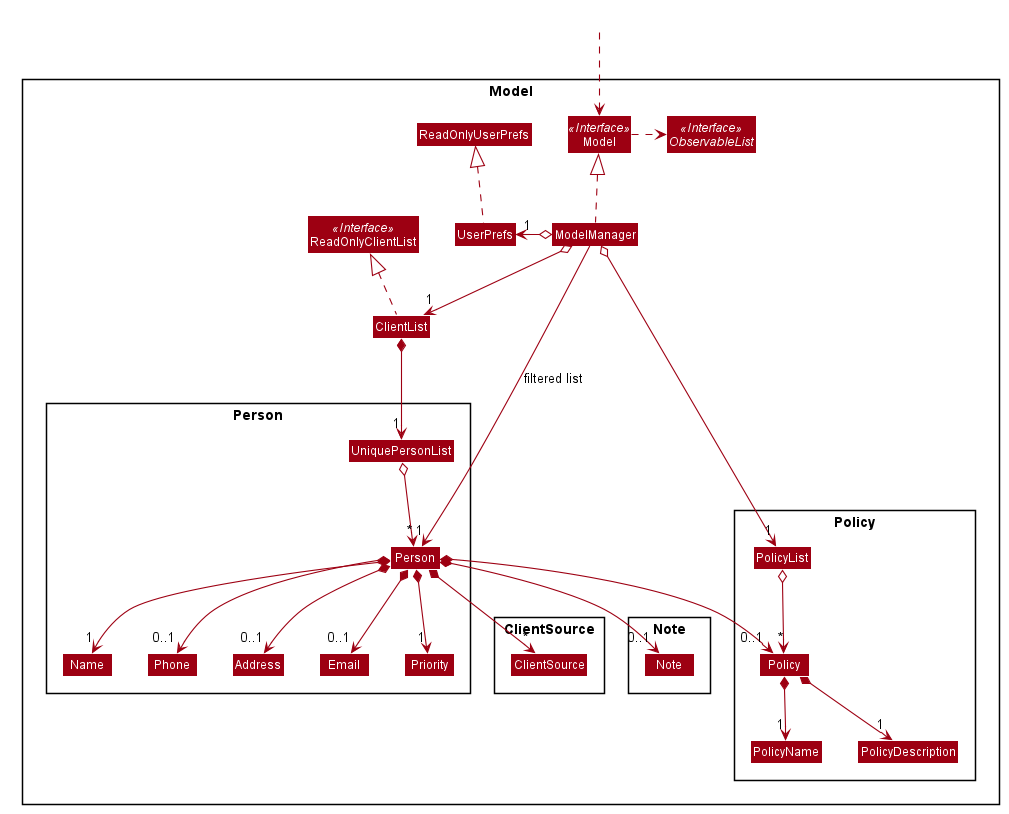 Model
«Interface»
Model
«Interface»
ObservableList
ReadOnlyUserPrefs
«Interface»
ReadOnlyClientList
UserPrefs
1
ModelManager
1
ClientList
filtered list
Person
1
UniquePersonList
* 1
Person
Policy
1
PolicyList
1
0..1
0..1
0..1
1
ClientSource
*
Note
0..1
0..1
*
Name
Phone
Address
Email
Priority
ClientSource
Note
Policy
1
1
PolicyName
PolicyDescription